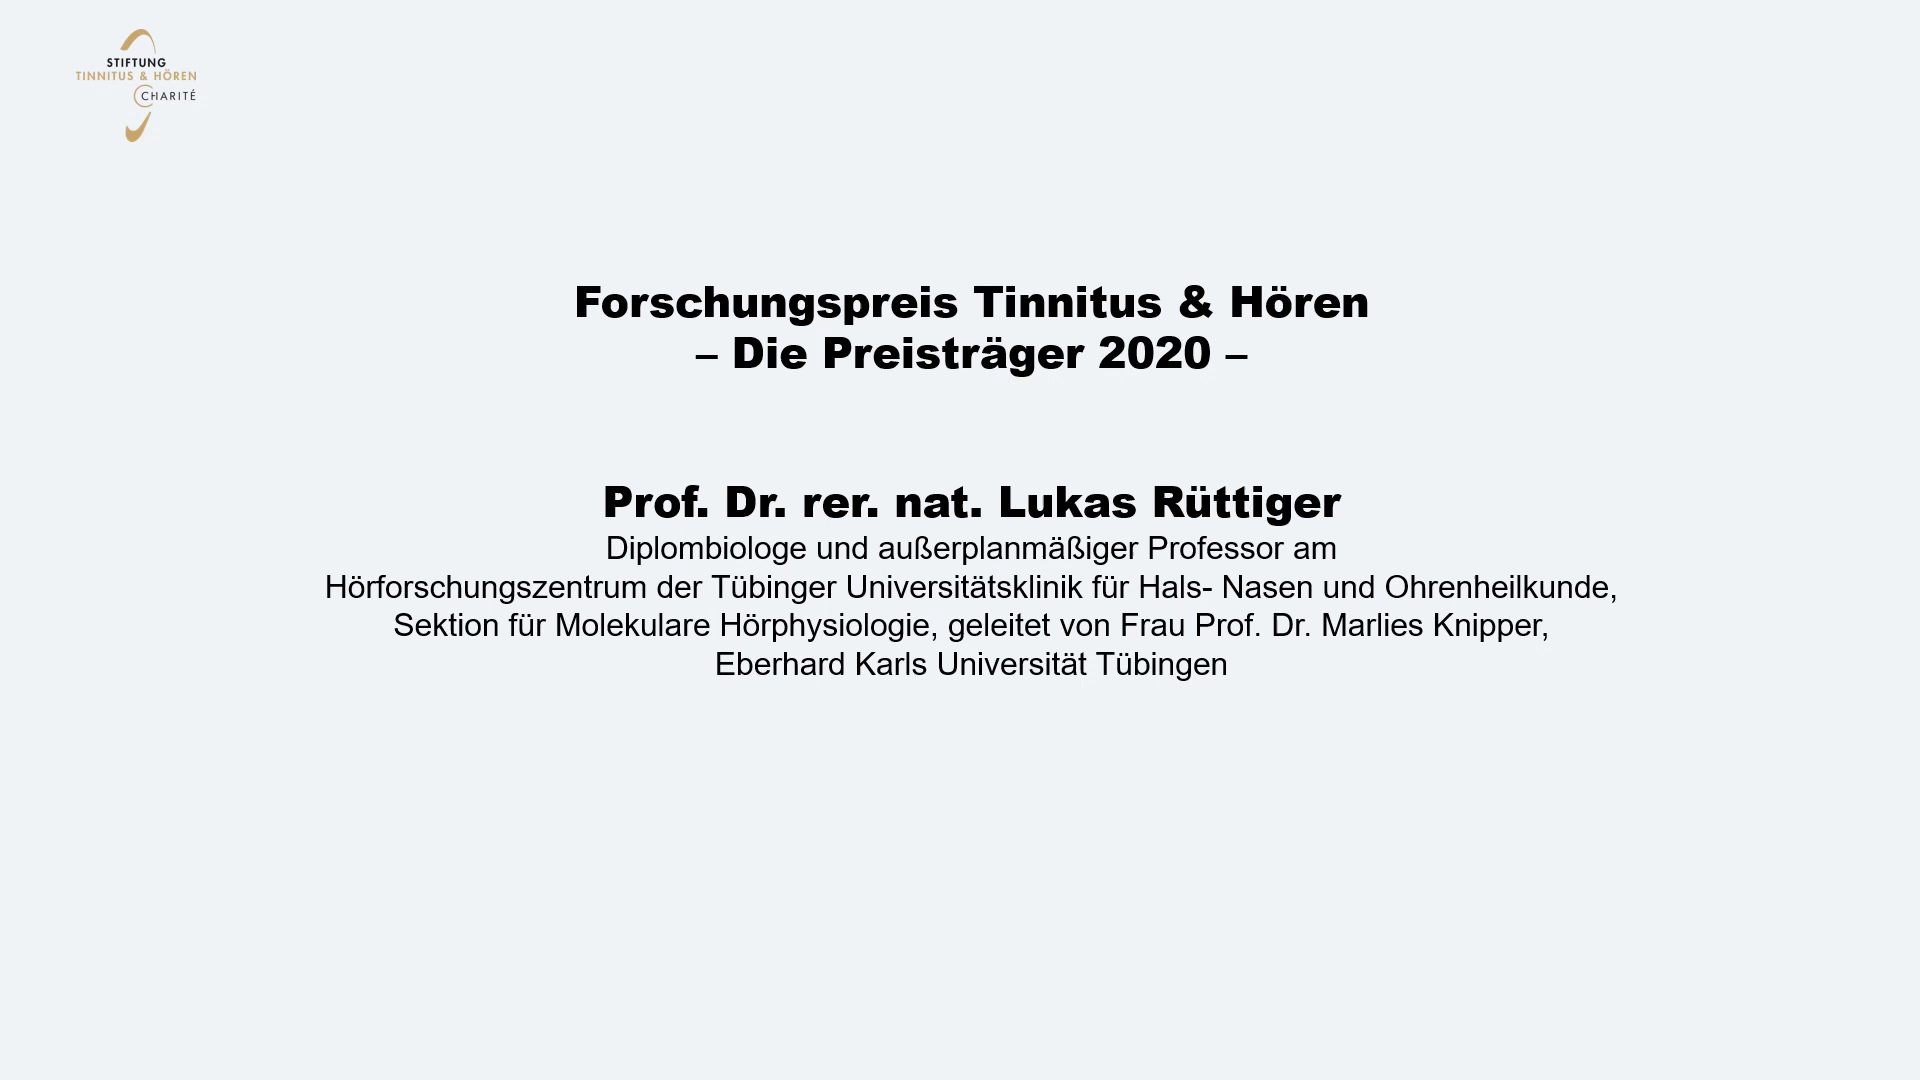 STIFTUNG
TINNITUS & HÖREN
CHARITÉ
Forschungspreis Tinnitus & Hören
– Die Preisträger 2020 –
Prof. Dr. rer. nat. Lukas Rüttiger
Diplombiologe und außerplanmäßiger Professor am
Hörforschungszentrum der Tübinger Universitätsklinik für Hals- Nasen und Ohrenheilkunde,
Sektion für Molekulare Hörphysiologie, geleitet von Frau Prof. Dr. Marlies Knipper,
Eberhard Karls Universität Tübingen